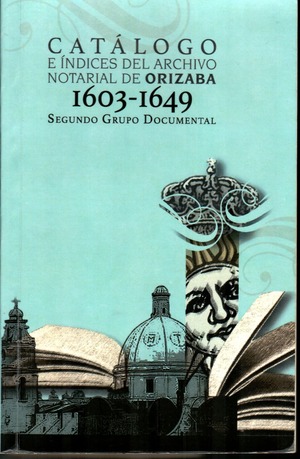 CATÁLOGO
E ÍNDICES DEL ARCHIVO
NOTARIAL DE ORIZABA
1603-1649
SEGUNDO GRUPO DOCUMENTAL